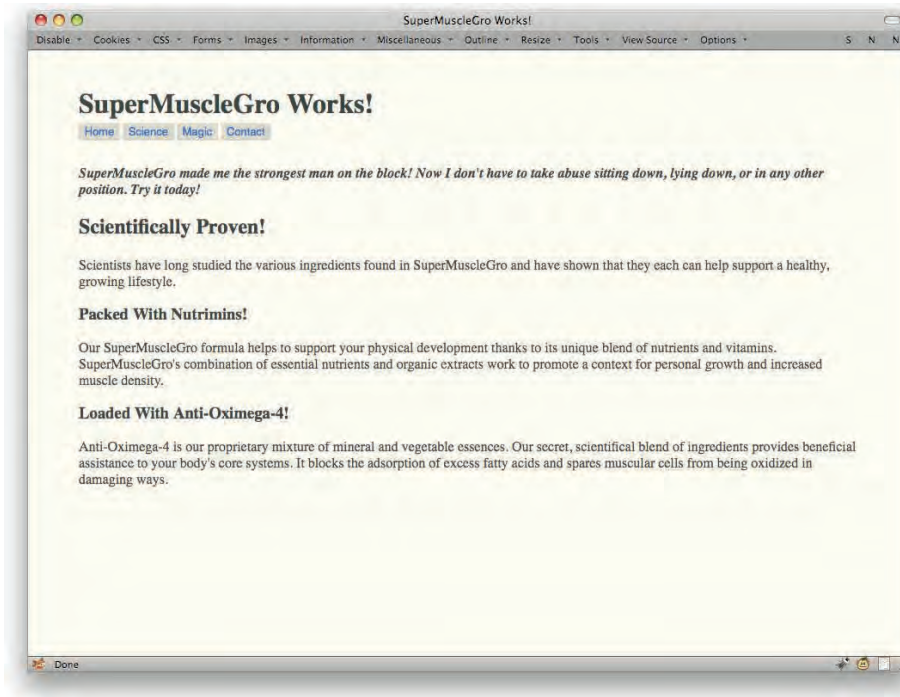 SuperMuscleGro Works!
Disable Cookies CSS Forms Images Information Miscellaneous Outline Resize Tools View Source Options S N N
SuperMuscleGro Works!
Home Science Magic Contact
SuperMuscleGro made me the strongest man on the block! Now I don't have to take abuse sitting down, lying down, or in any other
position. Try it today!
Scientifically Proven!
Scientists have long studied the various ingredients found in SuperMuscleGro and have shown that they each can help support a healthy,
growing lifestyle.
Packed With Nutrimins!
Our SuperMuscleGro formula helps to support your physical development thanks to its unique blend of nutrients and vitamins.
SuperMuscleGro's combination of essential nutrients and organic extracts work to promote a context for personal growth and increased
muscle density.
Loaded With Anti-Oximega-4!
Anti-Oximega-4 is our proprietary mixture of mineral and vegetable essences. Our secret, scientifical blend of ingredients provides beneficial
assistance to your body's core systems. It blocks the adsorption of excess fatty acids and spares muscular cells from being oxidized in
damaging ways.
Done